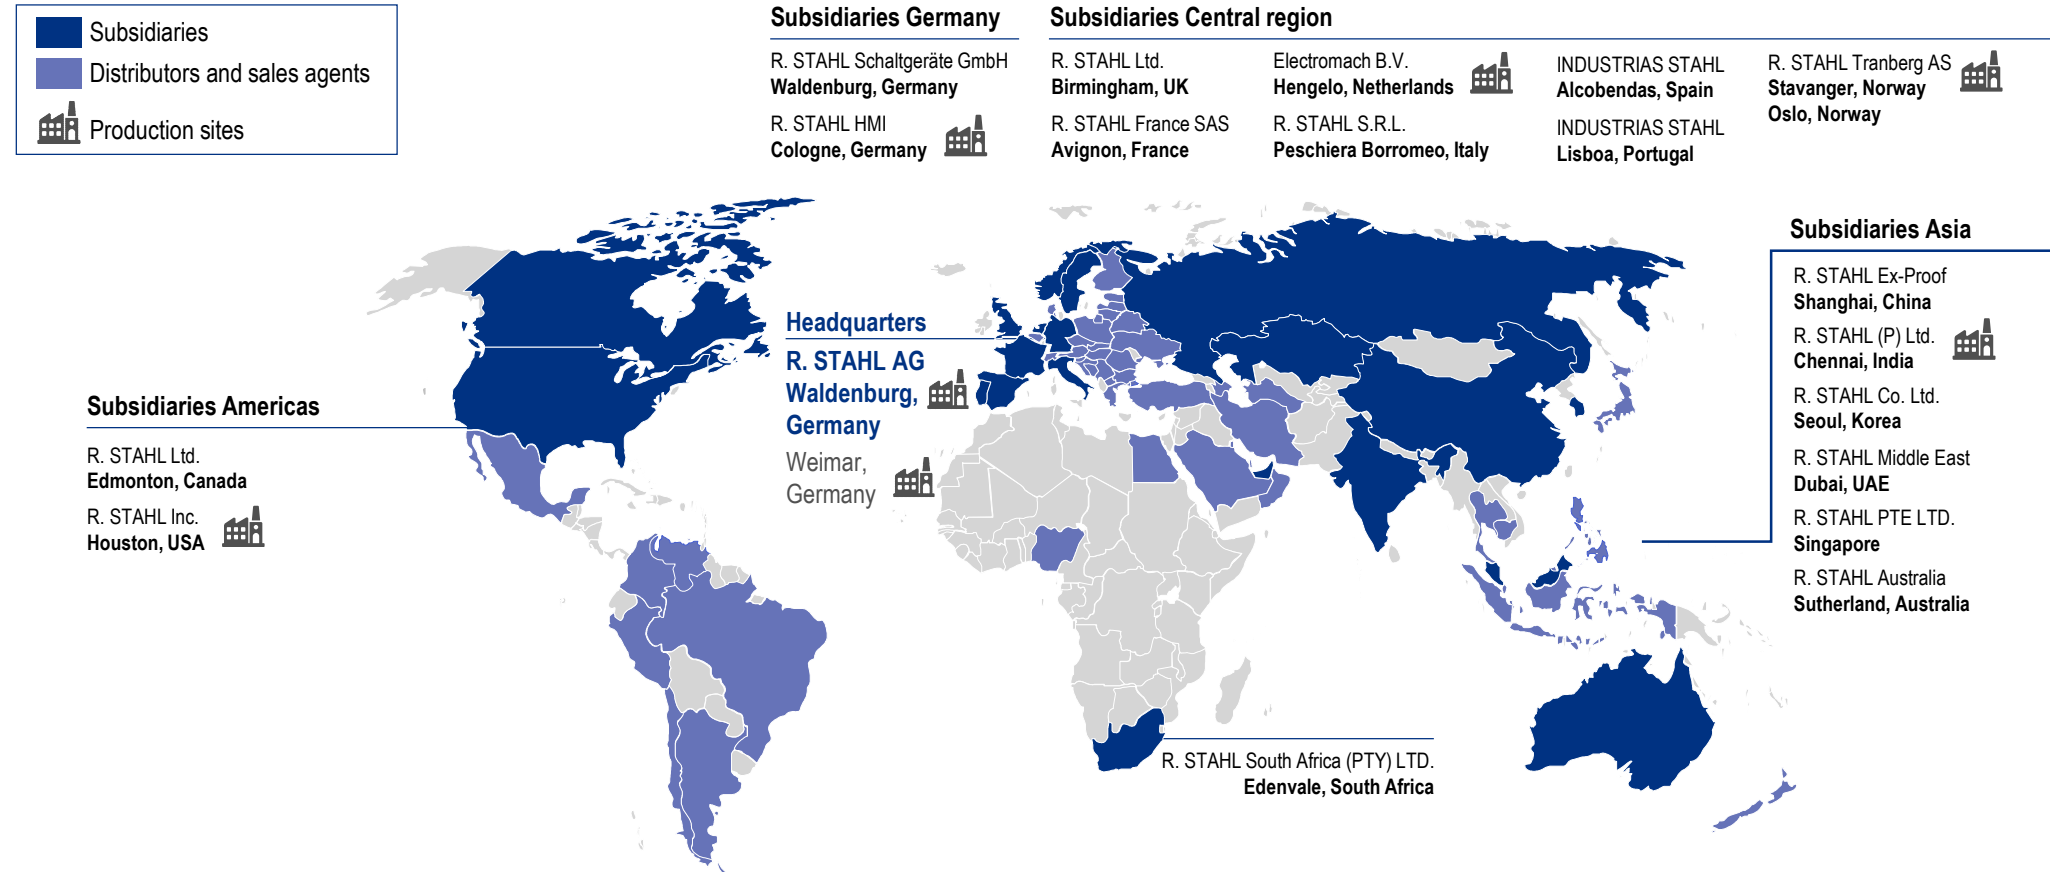 Subsidiaries
Distributors and sales agents
Production sites
Subsidiaries Germany
R. STAHL Schaltgeräte GmbH
Waldenburg, Germany
R. STAHL HMI
Cologne, Germany
Subsidiaries Central region
R. STAHL Ltd.
Birmingham, UK
R. STAHL France SAS
Avignon, France
Electromach B.V.
Hengelo, Netherlands
R. STAHL S.R.L.
Peschiera Borromeo, Italy
INDUSTRIAS STAHL
Alcobendas, Spain
INDUSTRIAS STAHL
Lisboa, Portugal
R. STAHL Tranberg AS
Stavanger, Norway
Oslo, Norway
Subsidiaries Americas
R. STAHL Ltd.
Edmonton, Canada
R. STAHL Inc.
Houston, USA
Headquarters
R. STAHL AG
Waldenburg,
Germany
Weimar,
Germany
Subsidiaries Asia
R. STAHL Ex-Proof
Shanghai, China
R. STAHL (P) Ltd.
Chennai, India
R. STAHL Co. Ltd.
Seoul, Korea
R. STAHL Middle East
Dubai, UAE
R. STAHL PTE LTD.
Singapore
R. STAHL Australia
Sutherland, Australia
R. STAHL South Africa (PTY) LTD.
Edenvale, South Africa